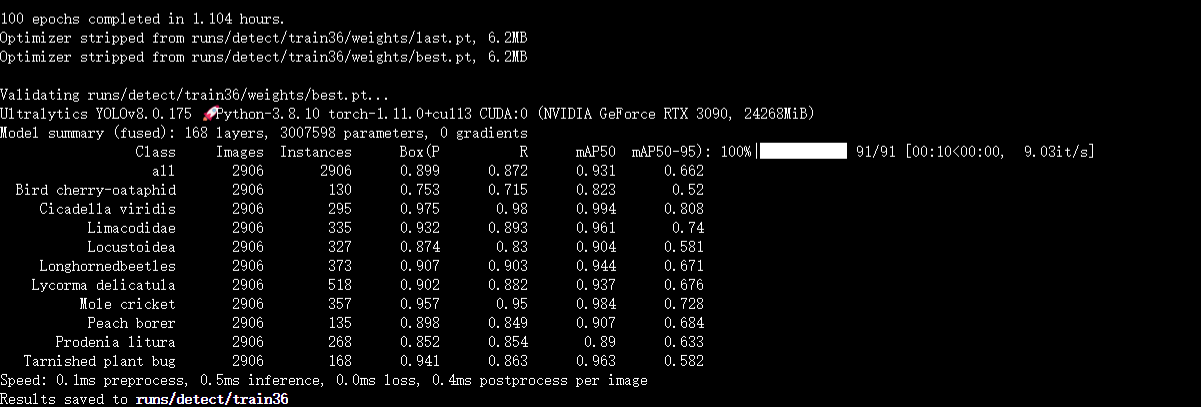 100 epochs completed in 1.104 hours.
Optimizer stripped from runs/detect/train36/weights/last.pt, 6.2MB
Optimizer stripped from runs/detect/train36/weights/best.pt, 6.2MB
Validating runs/detect/train36/weights/best.pt...
Ultralytics YOLOv8.0.175 🚀Python-3.8.10 torch-1.11.0+cu113 CUDA:0 (NVIDIA GeForce RTX 3090, 24268MiB)
Model summary (fused): 168 layers, 3007598 parameters, 0 gradients
Class Images Instances Box(P R mAP50 mAP50-95): 100%|██████████| 91/91 [00:10<00:00, 9.03it/s]
all 2906 2906 0.899 0.872 0.931 0.662
Bird cherry-oataphid 2906 130 0.753 0.715 0.823 0.52
Cicadella viridis 2906 295 0.975 0.98 0.994 0.808
Limacodidae 2906 335 0.932 0.893 0.961 0.74
Locustoidea 2906 327 0.874 0.83 0.904 0.581
Longhornedbeetles 2906 373 0.907 0.903 0.944 0.671
Lycorma delicatula 2906 518 0.902 0.882 0.937 0.676
Mole cricket 2906 357 0.957 0.95 0.984 0.728
Peach borer 2906 135 0.898 0.849 0.907 0.684
Prodenia litura 2906 268 0.852 0.854 0.89 0.633
Tarnished plant bug 2906 168 0.941 0.863 0.963 0.582
Speed: 0.1ms preprocess, 0.5ms inference, 0.0ms loss, 0.4ms postprocess per image
Results saved to runs/detect/train36